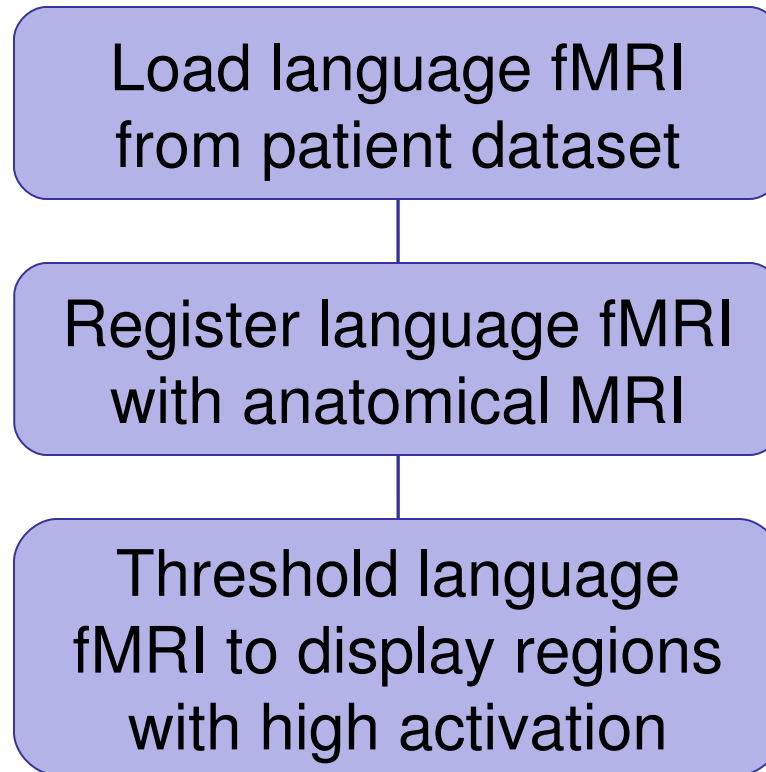 Load language fMRI
from patient dataset
Register language fMRI
with anatomical MRI
Threshold language
fMRI to display regions
with high activation